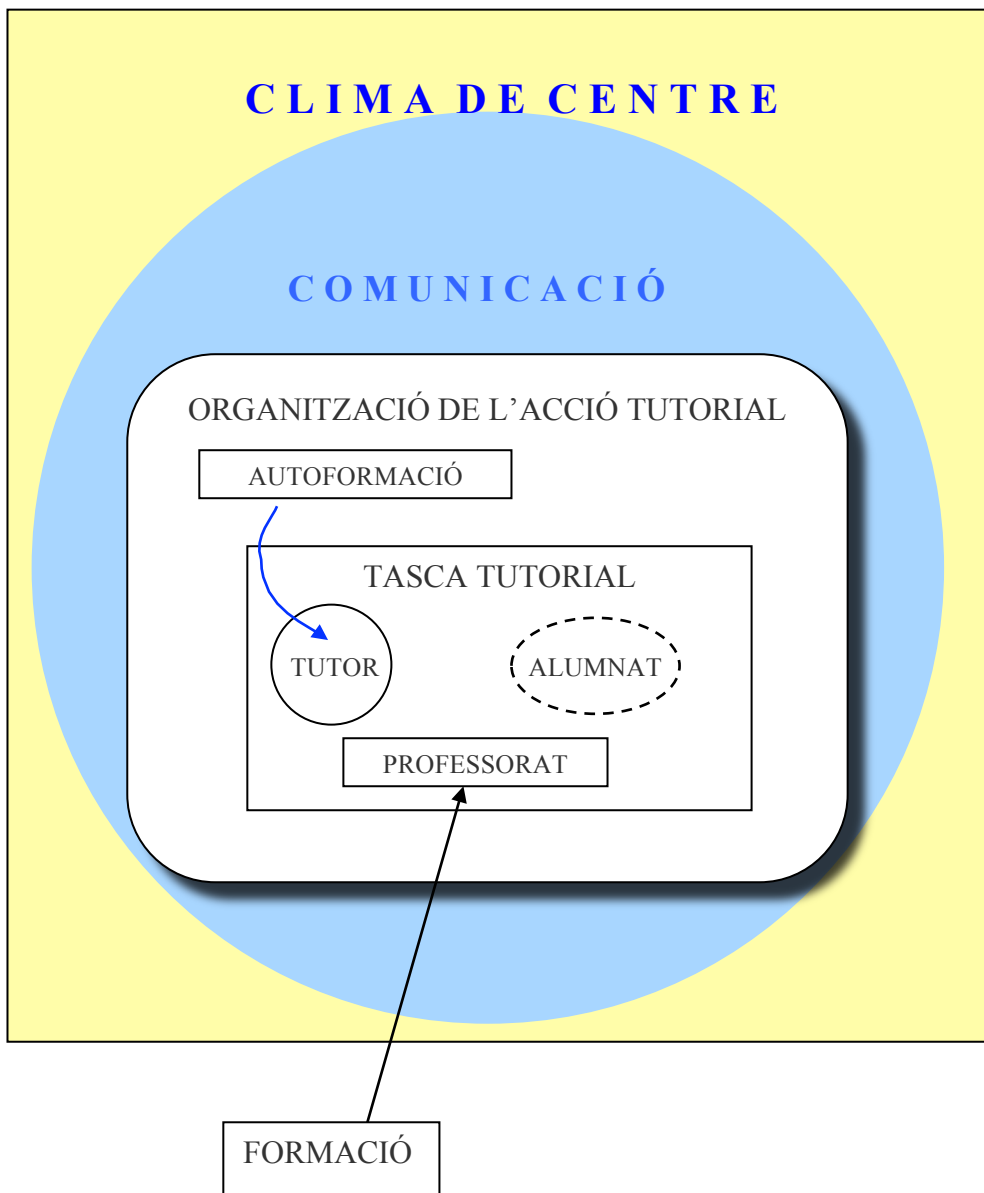 CLIMA DE CENTRE
COMUNICACIÓ
ORGANITZACIÓ DE L’ACCIÓ TUTORIAL
AUTOFORMACIÓ
TASCA TUTORIAL
TUTOR
ALUMNAT
PROFESSORAT
FORMACIÓ